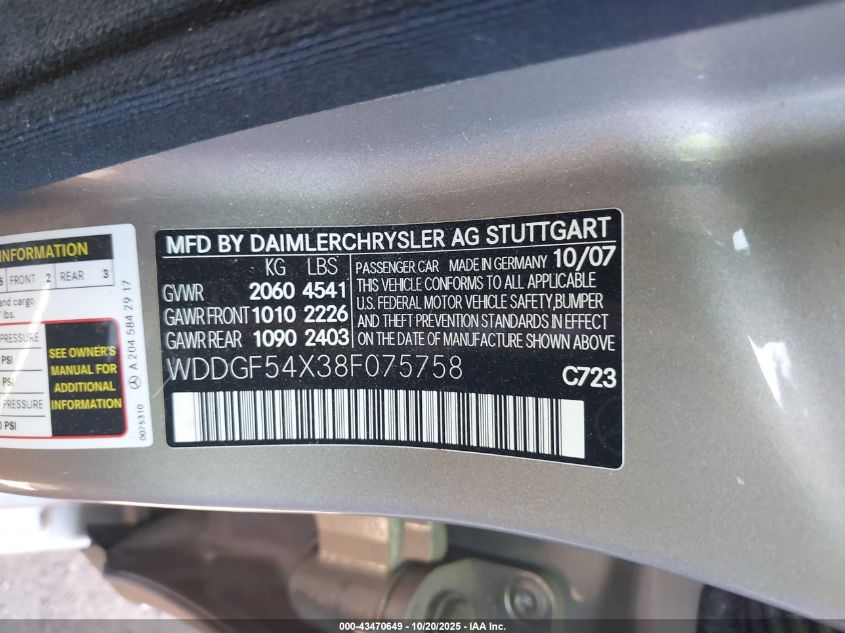 INFORMATION
FRONT 2 REAR 3
and cargo
lbs.
PRESSURE
PSI
PSI
PRESSURE
PSI
SEE OWNER'S
MANUAL FOR
ADDITIONAL
INFORMATION
A 204 584 29 17
0075310
MFD BY DAIMLERCHRYSLER AG STUTTGART
KG LBS
GVWR 2060 4541
GAWR FRONT 1010 2226
GAWR REAR 1090 2403
PASSENGER CAR MADE IN GERMANY 10/07
THIS VEHICLE CONFORMS TO ALL APPLICABLE
U.S. FEDERAL MOTOR VEHICLE SAFETY,BUMPER
AND THEFT PREVENTION STANDARDS IN EFFECT
ON THE DATE OF MANUFACTURE SHOWN ABOVE
WDDGF54X38F075758
C723
000-43470649 - 10/20/2025 - IAA Inc.